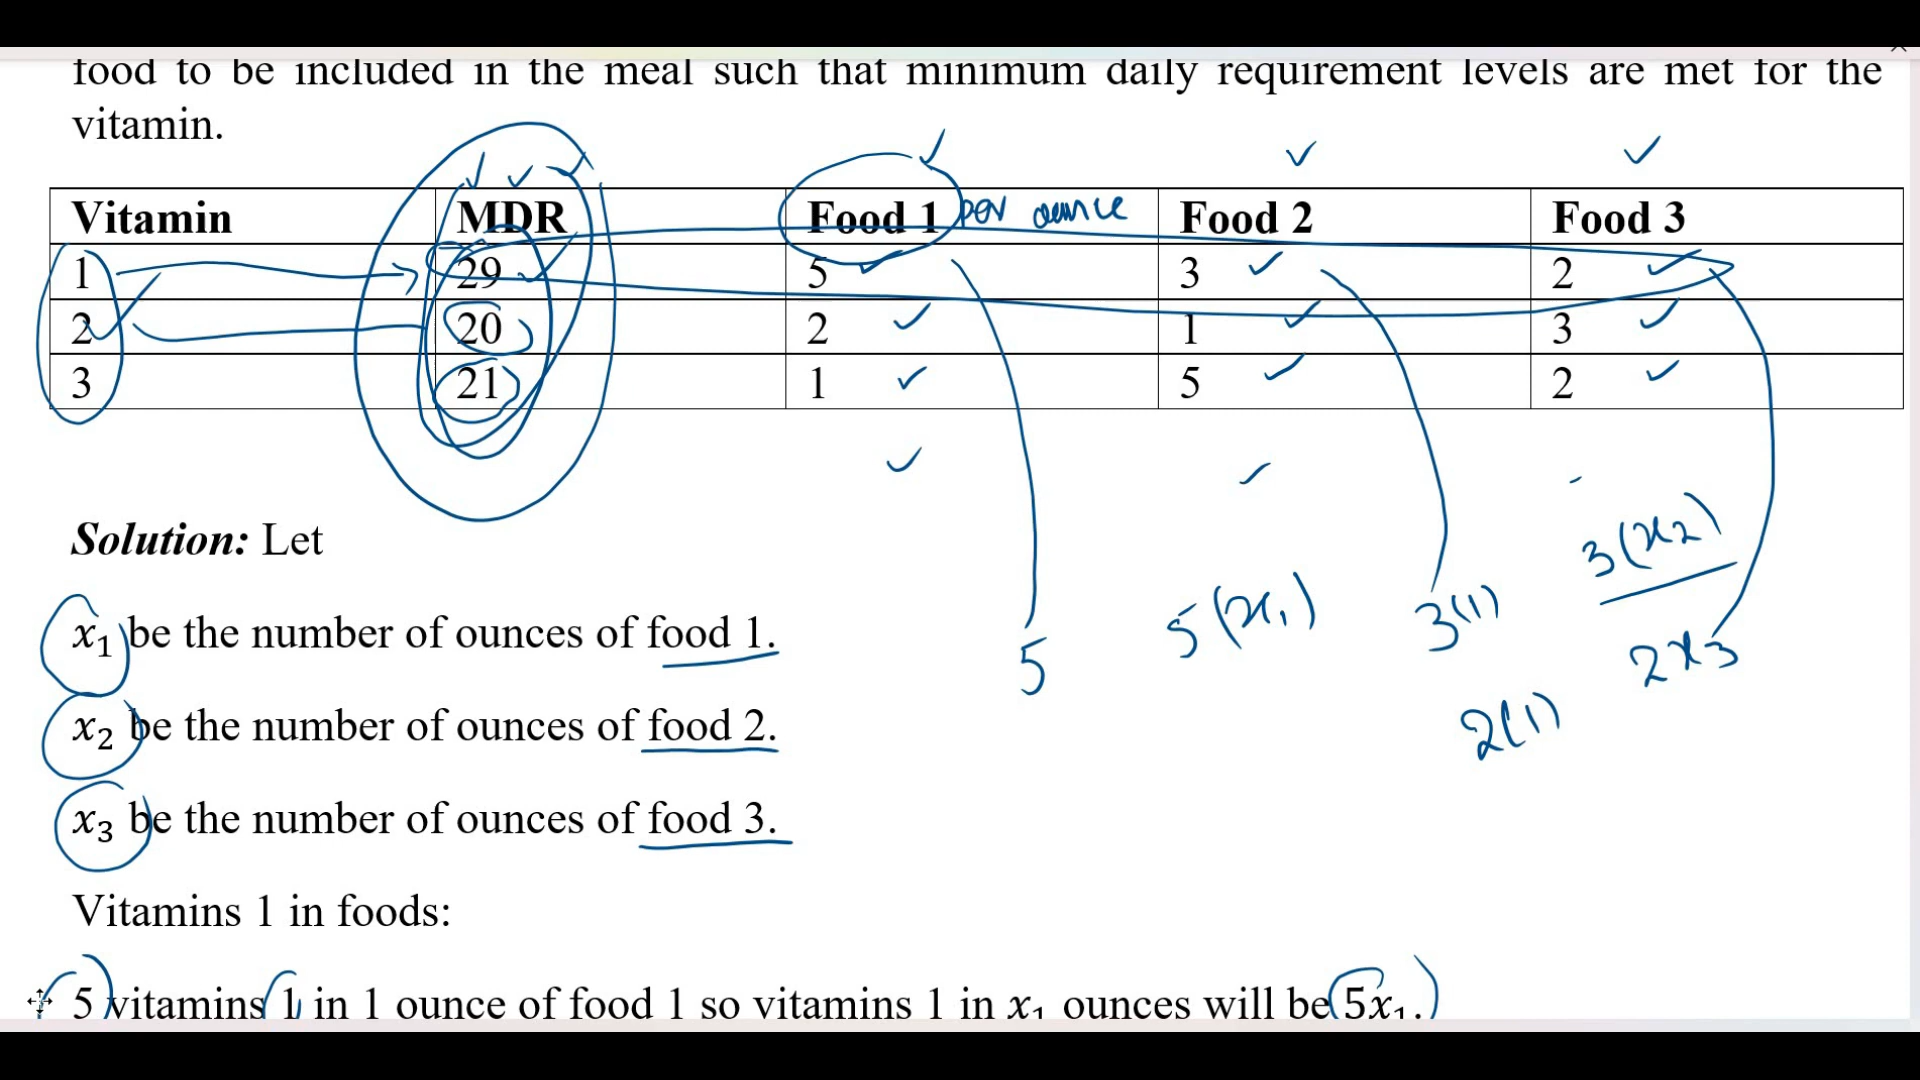 food to be included in the meal such that minimum daily requirement levels are met for the
vitamin.
Vitamin MDR Food 1 per ounce Food 2 Food 3
1 29 5 3 2
2 20 2 1 3
3 21 1 5 2
Solution: Let
3(x₂)
x₁ be the number of ounces of food 1.
5 5(x₁) 3(1) 2x3
x₂ be the number of ounces of food 2.
2(1)
x₃ be the number of ounces of food 3.
Vitamins 1 in foods:
5 vitamins 1 in 1 ounce of food 1 so vitamins 1 in x₁ ounces will be 5x₁.